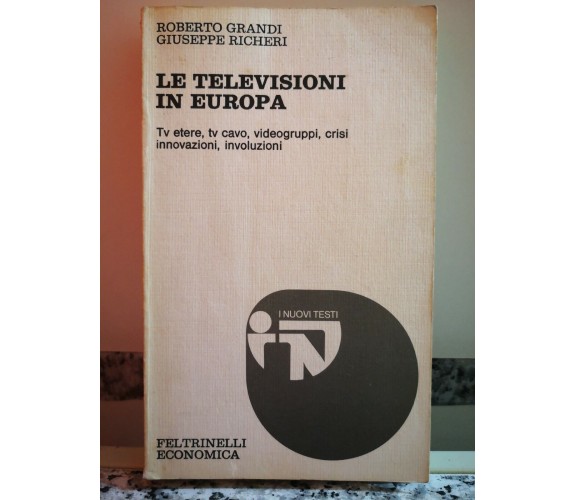 ROBERTO GRANDI
GIUSEPPE RICHERI
LE TELEVISIONI
IN EUROPA
Tv etere, tv cavo, videogruppi, crisi
innovazioni, involuzioni
I NUOVI TESTI
iNT
FELTRINELLI
ECONOMICA